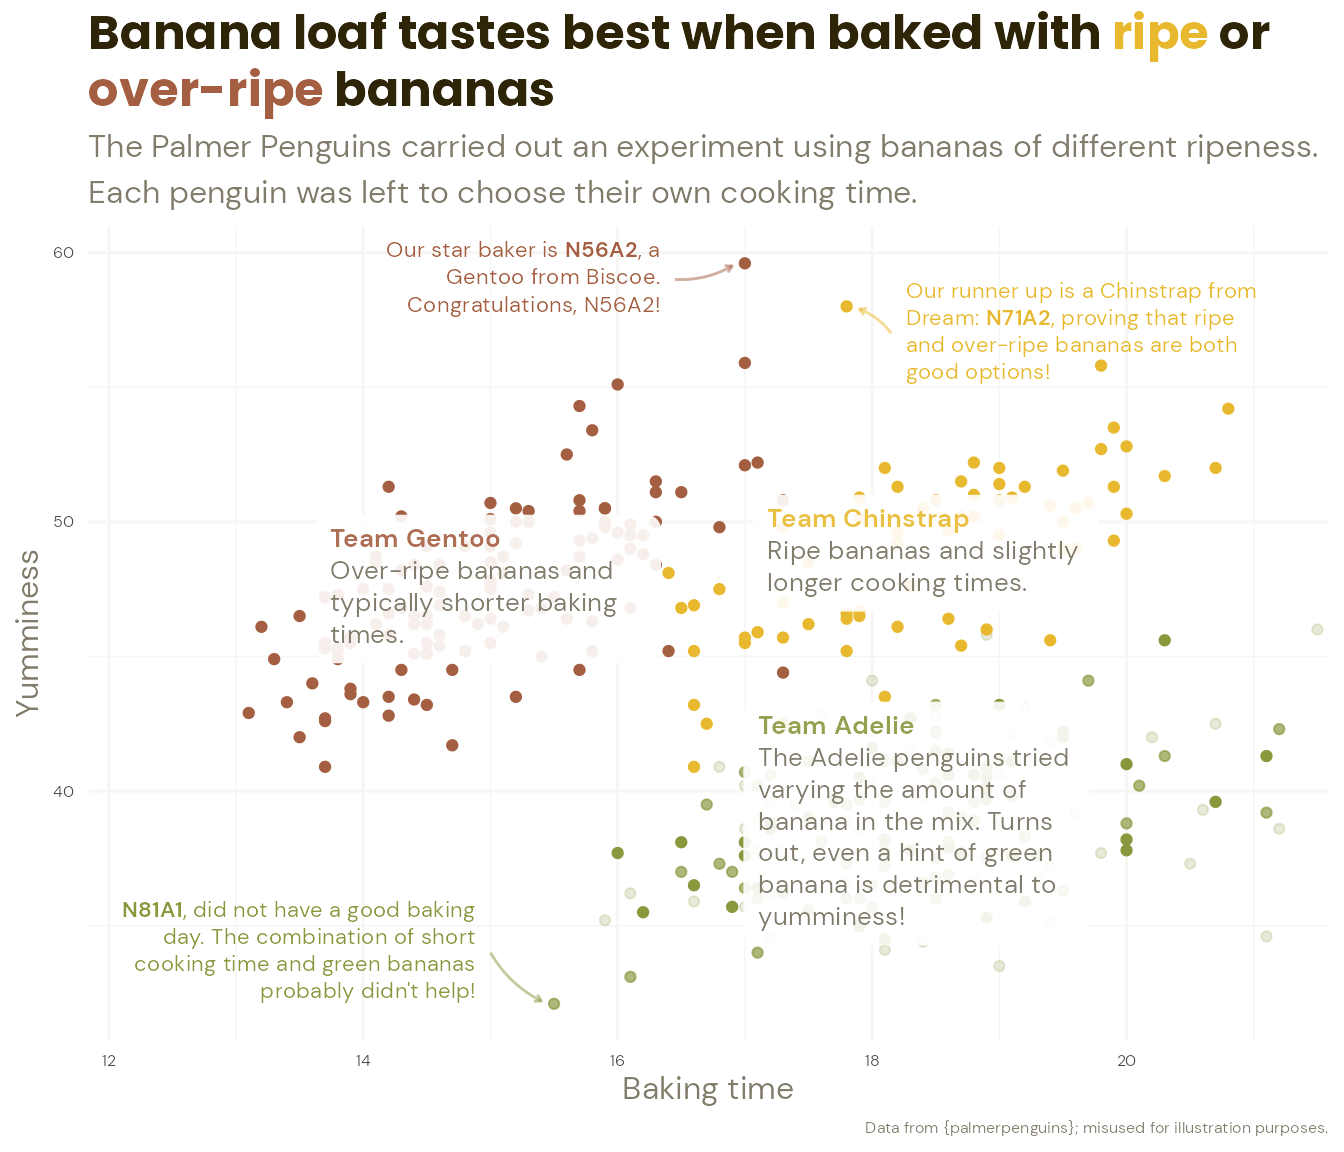 Banana loaf tastes best when baked with ripe or
over-ripe bananas
The Palmer Penguins carried out an experiment using bananas of different ripeness.
Each penguin was left to choose their own cooking time.
60
50
40
Yumminess
Our star baker is N56A2, a
Gentoo from Biscoe.
Congratulations, N56A2!
Our runner up is a Chinstrap from
Dream: N71A2, proving that ripe
and over-ripe bananas are both
good options!
Team Gentoo
Over-ripe bananas and
typically shorter baking
times.
Team Chinstrap
Ripe bananas and slightly
longer cooking times.
Team Adelie
The Adelie penguins tried
varying the amount of
banana in the mix. Turns
out, even a hint of green
banana is detrimental to
yumminess!
N81A1, did not have a good baking
day. The combination of short
cooking time and green bananas
probably didn't help!
12 14 16 18 20
Baking time
Data from {palmerpenguins}; misused for illustration purposes.